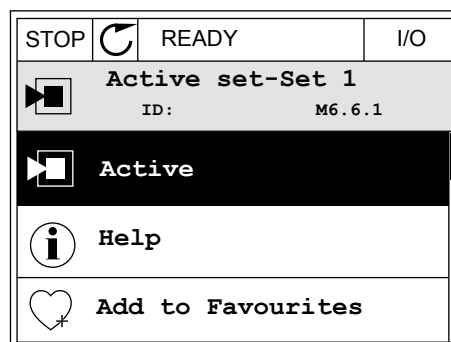 STOP READY I/O
Active set-Set 1
ID: M6.6.1
Active
Help
Add to Favourites